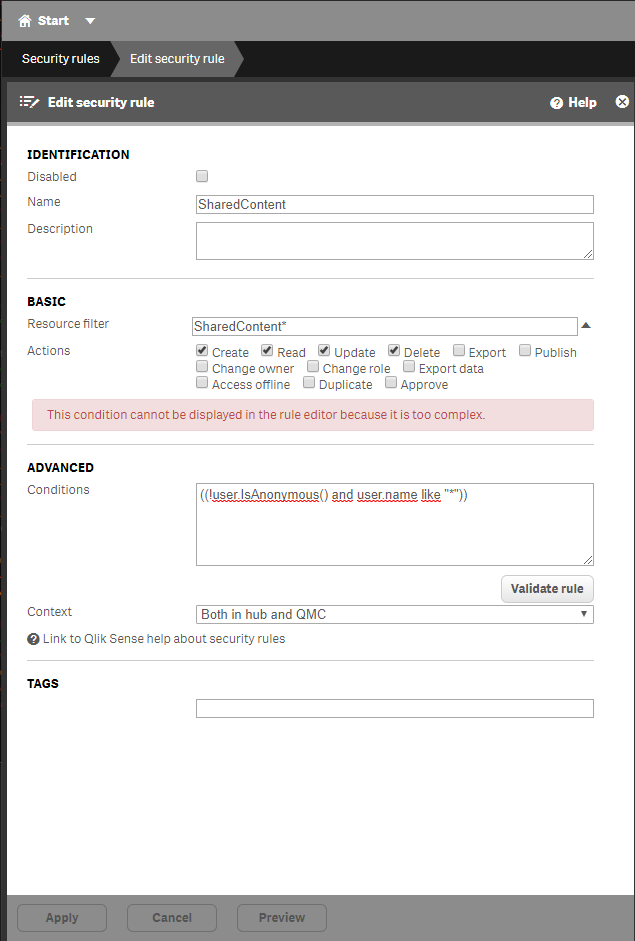 Start
Security rules Edit security rule
Edit security rule Help
IDENTIFICATION
Disabled
Name SharedContent
Description
BASIC
Resource filter SharedContent*
Actions Create Read Update Delete Export Publish
Change owner Change role Export data
Access offline Duplicate Approve
This condition cannot be displayed in the rule editor because it is too complex.
ADVANCED
Conditions ((!user.IsAnonymous() and user.name like "*"))
Validate rule
Context Both in hub and QMC
Link to Qlik Sense help about security rules
TAGS
Apply Cancel Preview